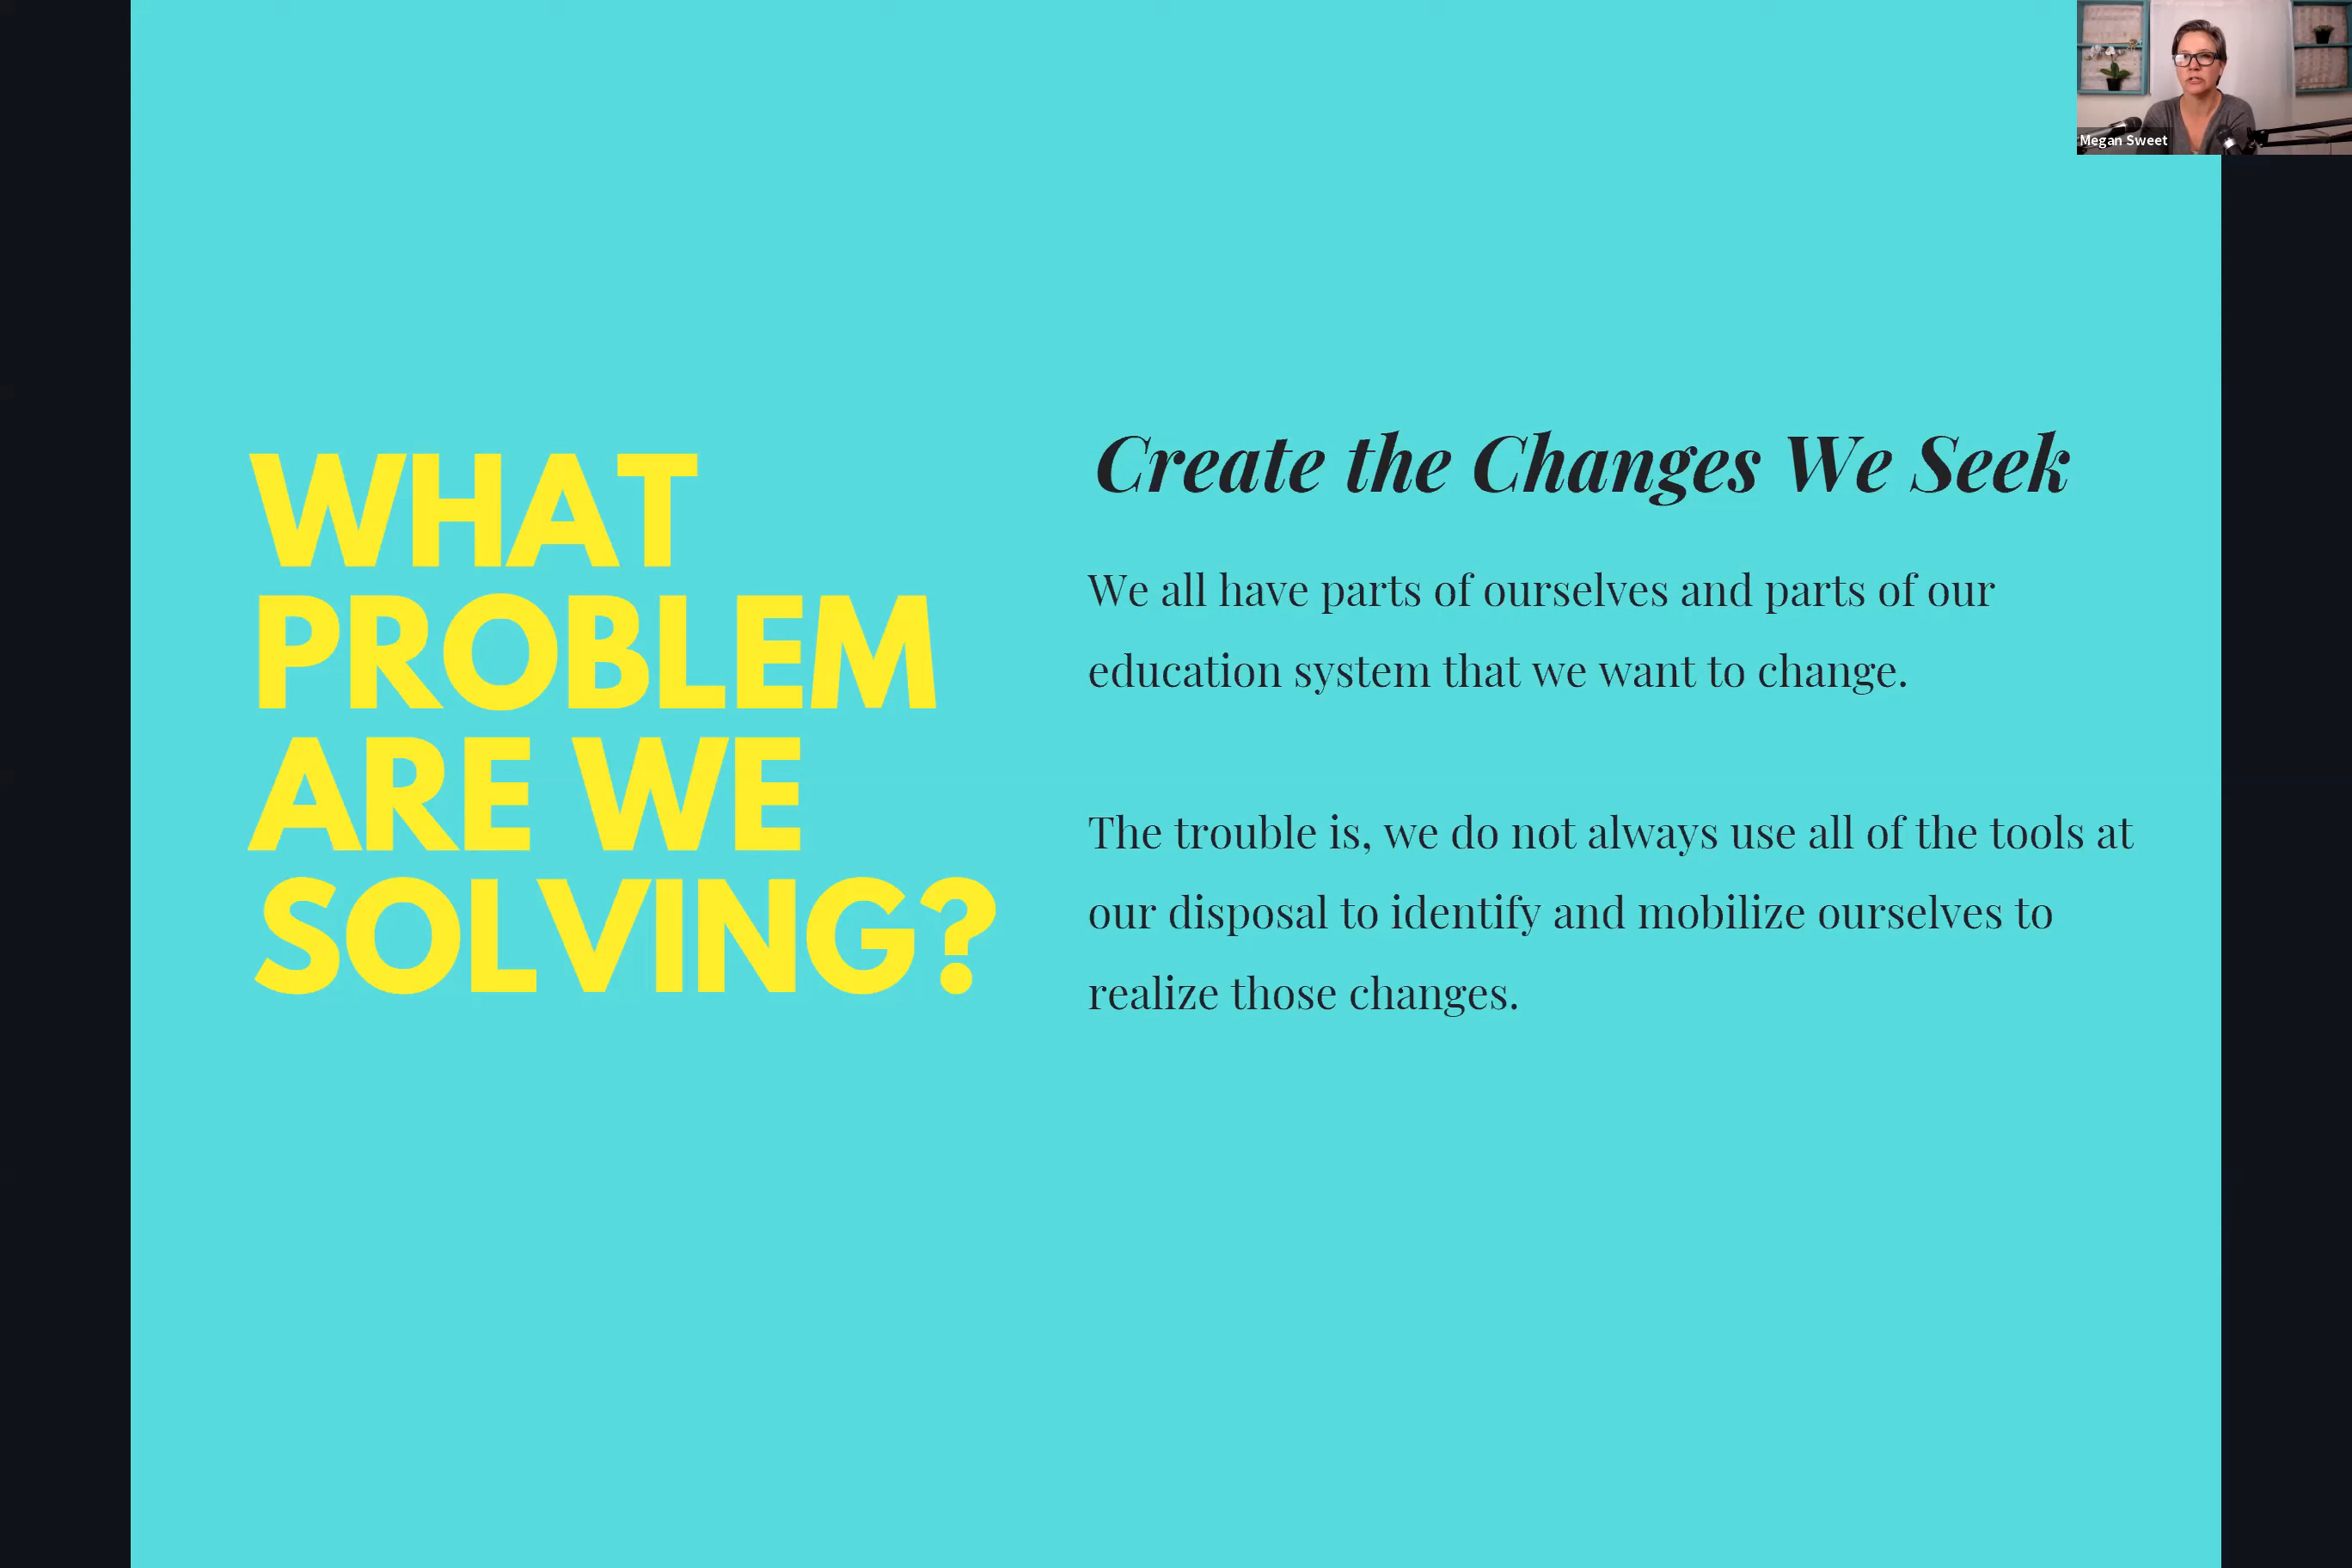 WHAT
PROBLEM
ARE WE
SOLVING?
Create the Changes We Seek
We all have parts of ourselves and parts of our
education system that we want to change.
The trouble is, we do not always use all of the tools at
our disposal to identify and mobilize ourselves to
realize those changes.
Megan Sweet